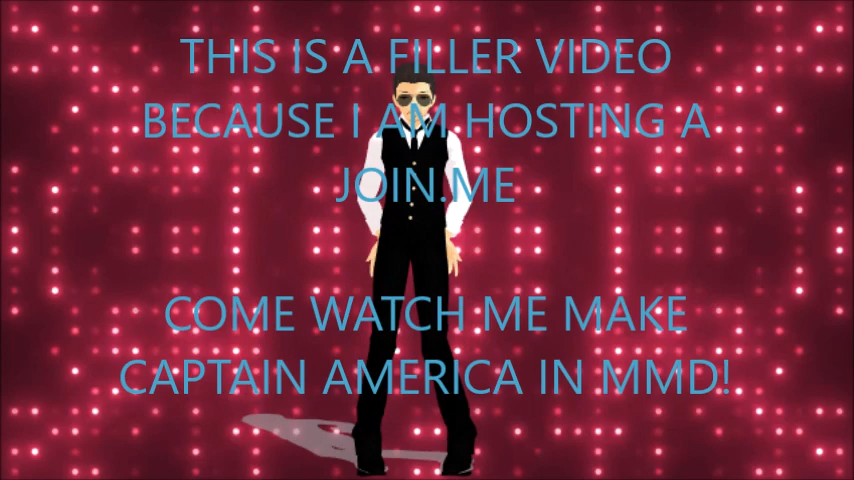 THIS IS A FILLER VIDEO
BECAUSE I AM HOSTING A
JOIN.ME
COME WATCH ME MAKE
CAPTAIN AMERICA IN MMD!